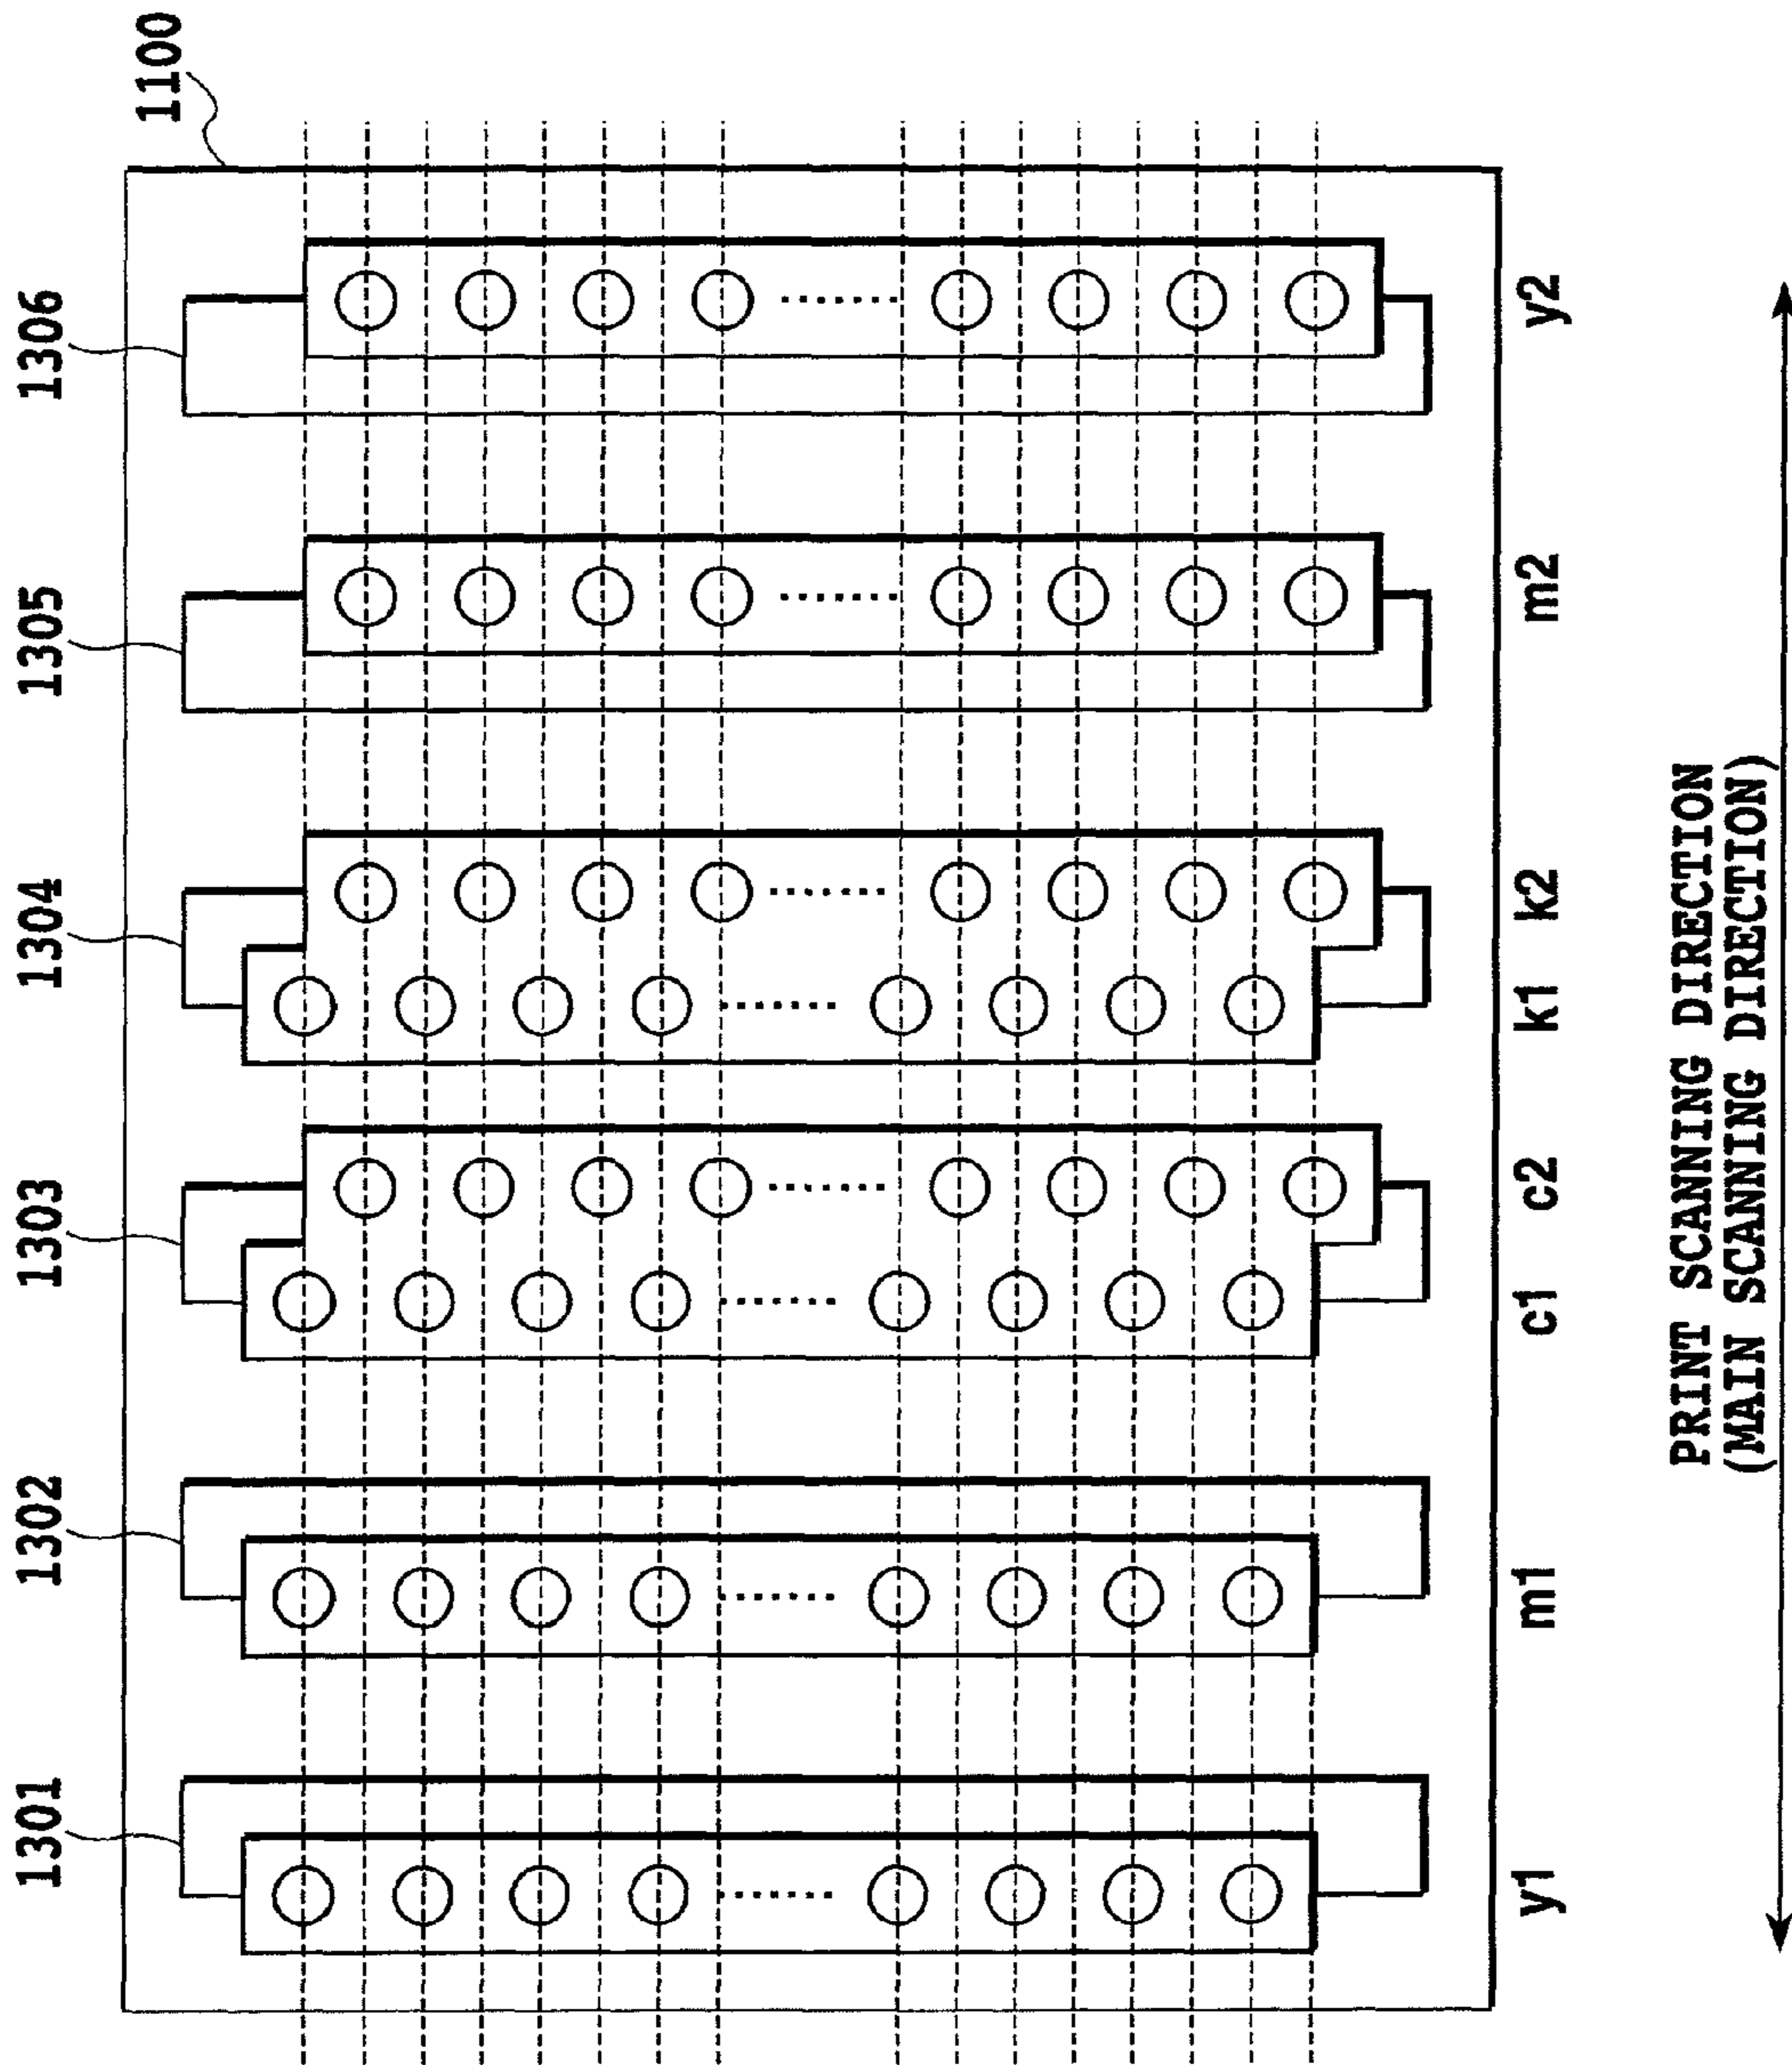 1100
1301
1302
1303
1304
1305
1306
y1
m1
c1
c2
k1
k2
m2
y2
PRINT SCANNING DIRECTION
(MAIN SCANNING DIRECTION)